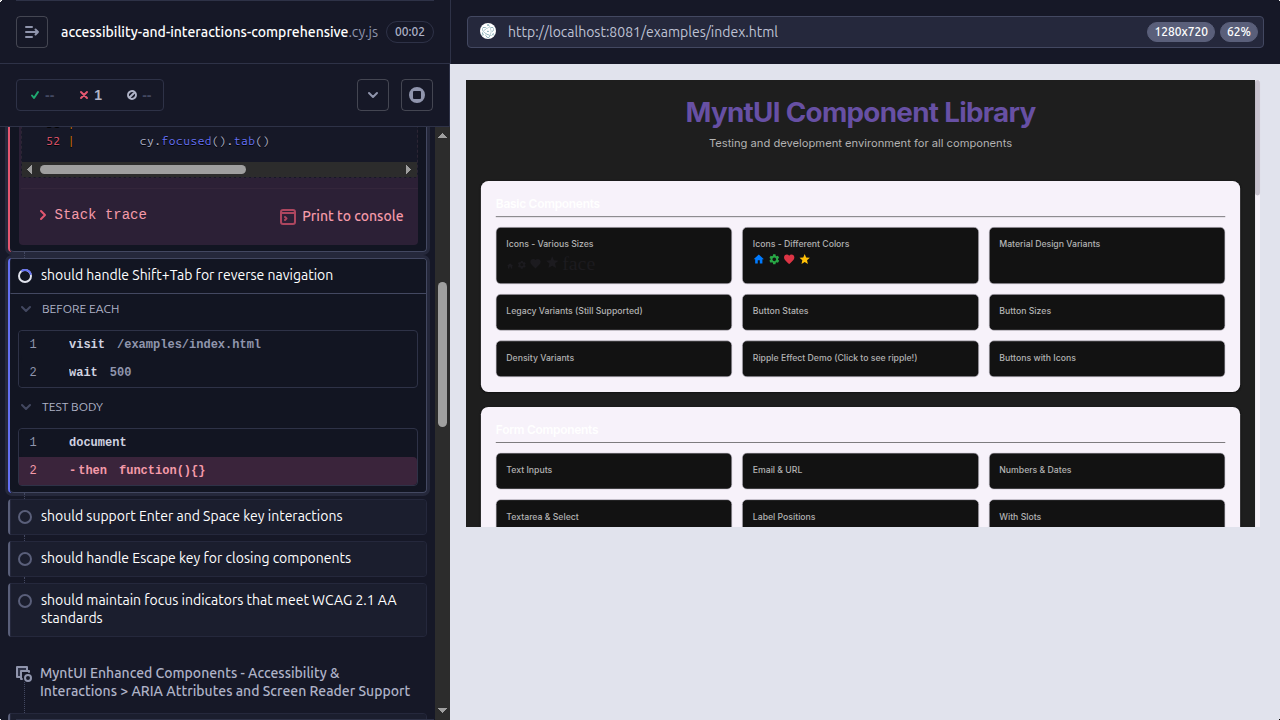 accessibility-and-interactions-comprehensive.cy.js 00:02
-- 1 --
52 | cy.focused().tab()
Stack trace
Print to console
should handle Shift+Tab for reverse navigation
BEFORE EACH
1 visit /examples/index.html
2 wait 500
TEST BODY
1 document
2 -then function(){}
should support Enter and Space key interactions
should handle Escape key for closing components
should maintain focus indicators that meet WCAG 2.1 AA
standards
MyntUI Enhanced Components - Accessibility &
Interactions > ARIA Attributes and Screen Reader Support
http://localhost:8081/examples/index.html 1280x720 62%
MyntUI Component Library
Testing and development environment for all components
Basic Components
Icons - Various Sizes
face
Icons - Different Colors
Material Design Variants
Legacy Variants (Still Supported)
Button States
Button Sizes
Density Variants
Ripple Effect Demo (Click to see ripple!)
Buttons with Icons
Form Components
Text Inputs
Email & URL
Numbers & Dates
Textarea & Select
Label Positions
With Slots